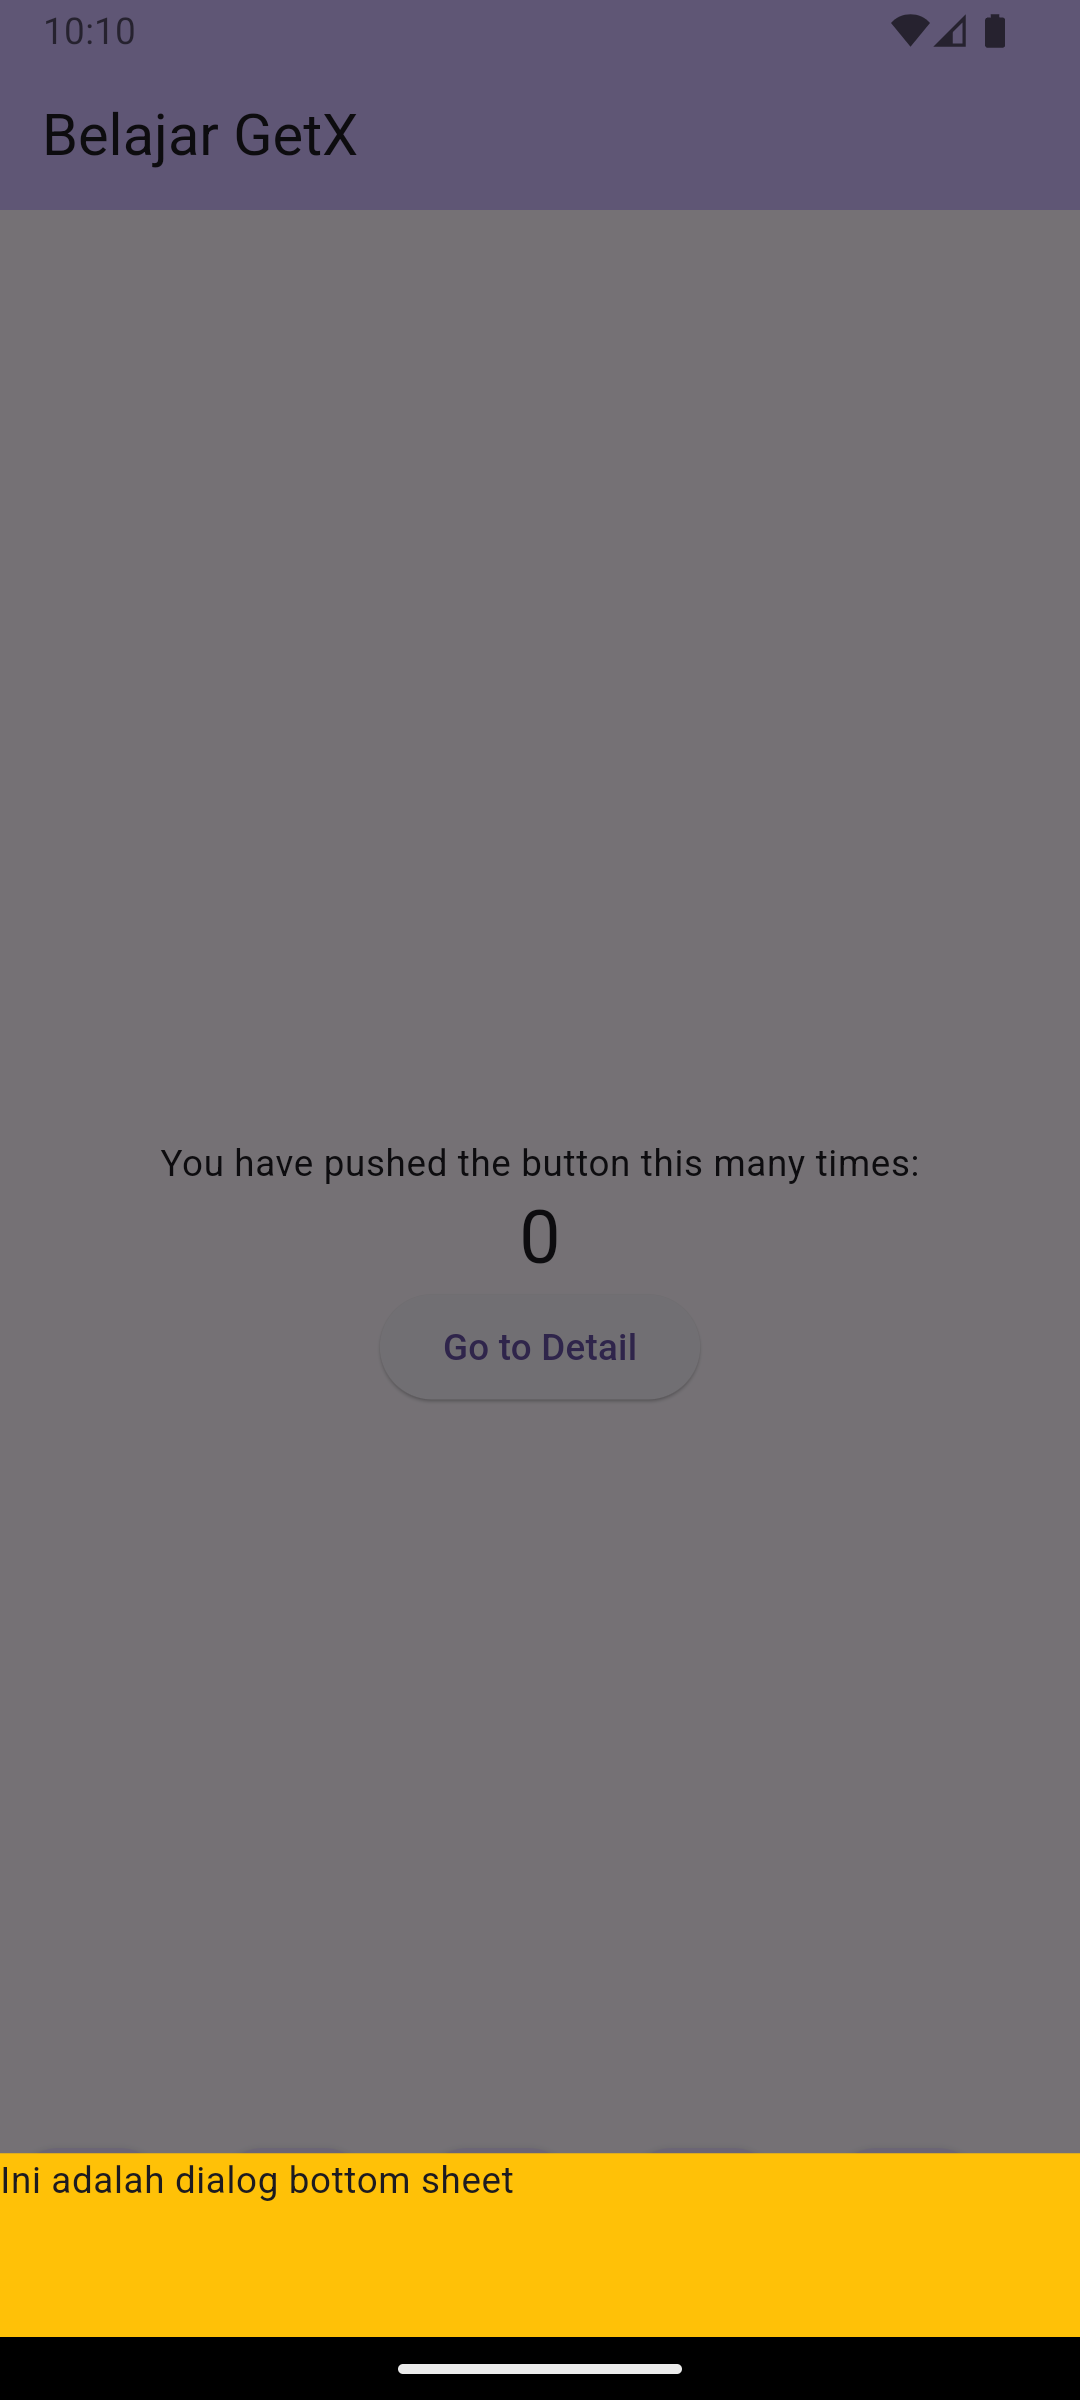 10:10
Belajar GetX
You have pushed the button this many times:
0
Go to Detail
Ini adalah dialog bottom sheet